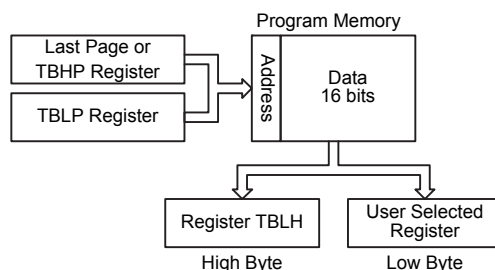 Program Memory
Last Page or
TBHP Register
TBLP Register
Address
Data
16 bits
Register TBLH
High Byte
User Selected
Register
Low Byte